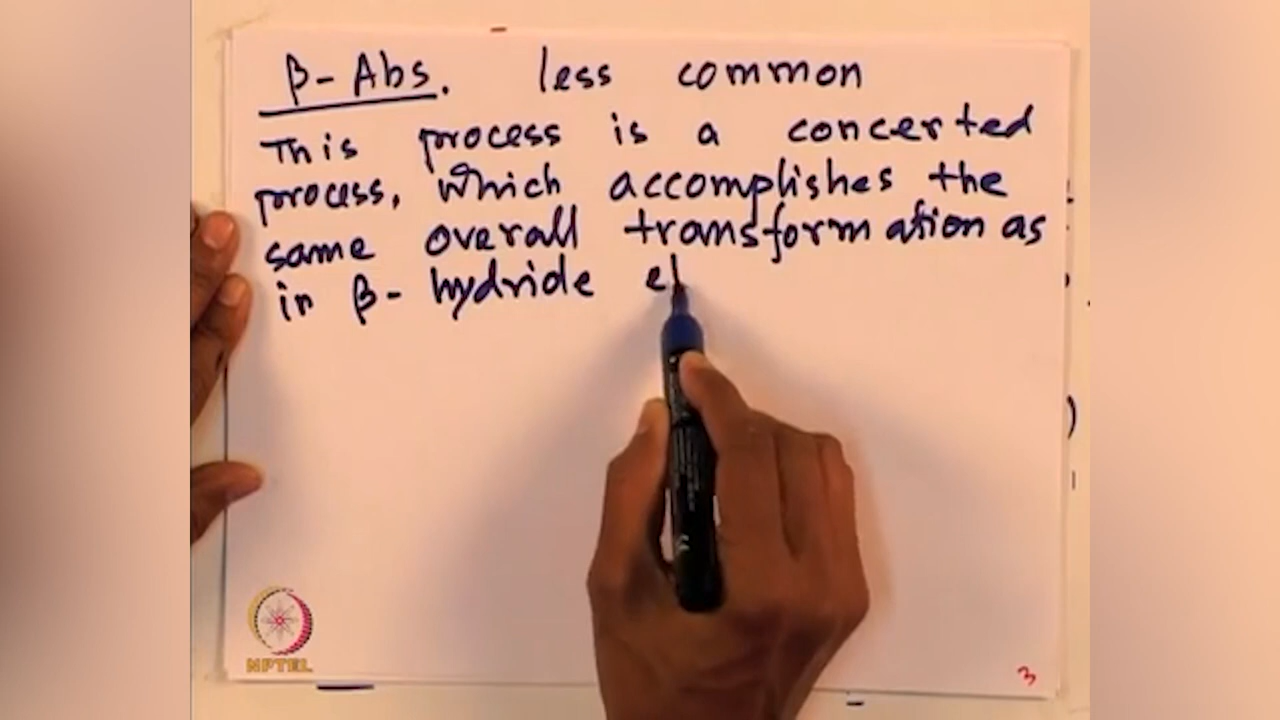 β-Abs. less common
This process is a concerted
process, which accomplishes the
same overall transformation as
in β-hydride el
NPTEL
3